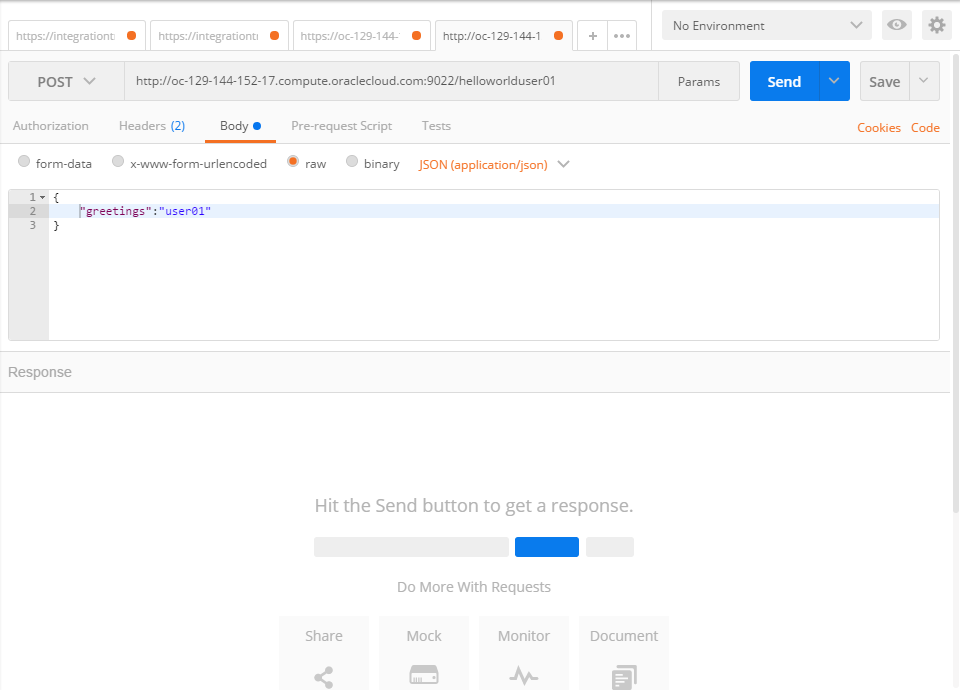 https://integrationt https://integrationt https://oc-129-144- http://oc-129-144-1 + No Environment
POST http://oc-129-144-152-17.compute.oraclecloud.com:9022/helloworlduser01 Params Send Save
Authorization Headers (2) Body Pre-request Script Tests Cookies Code
form-data x-www-form-urlencoded raw binary JSON (application/json)
1 {
2 "greetings":"user01"
3 }
Response
Hit the Send button to get a response.
Do More With Requests
Share Mock Monitor Document